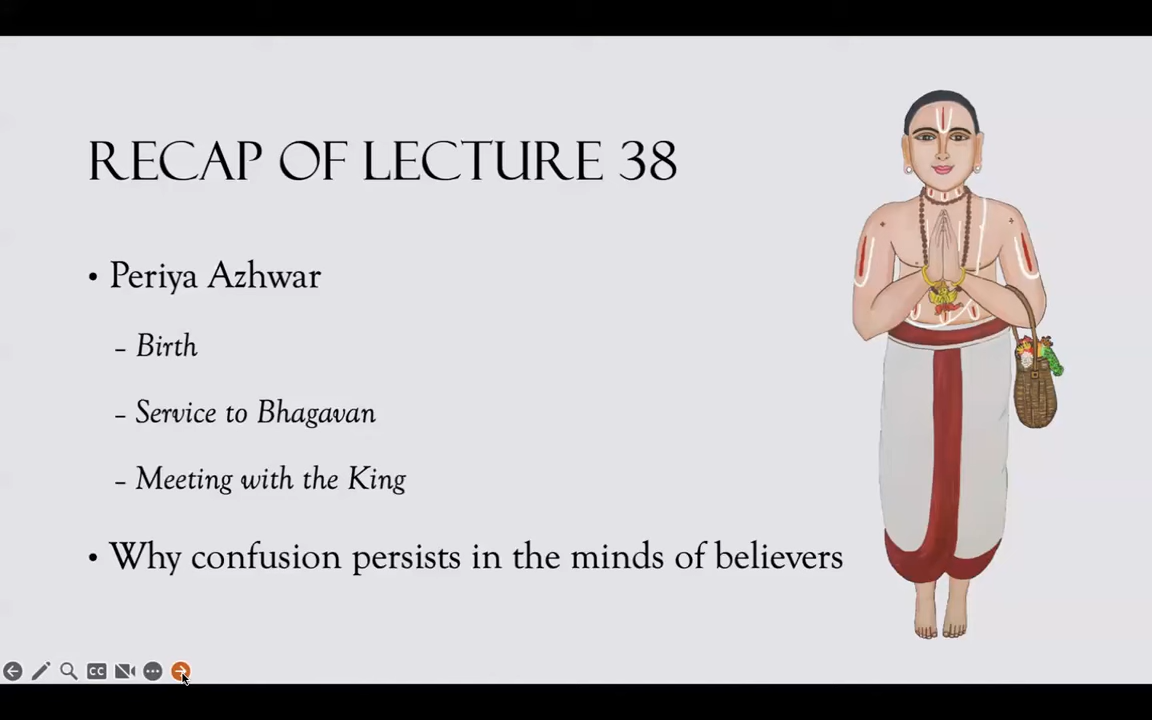 RECAP OF LECTURE 38
• Periya Azhwar
– Birth
– Service to Bhagavan
– Meeting with the King
• Why confusion persists in the minds of believers
CC